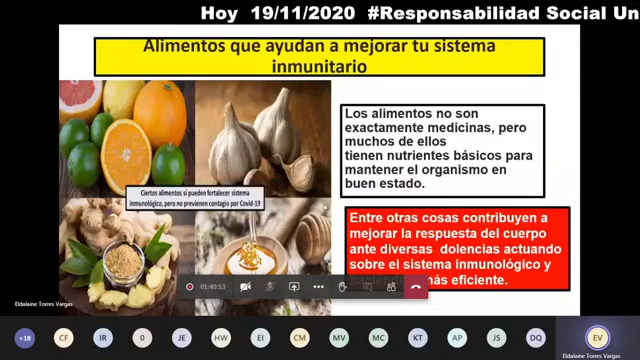 Hoy 19/11/2020 #Responsabilidad Social Un
Alimentos que ayudan a mejorar tu sistema
inmunitario
Los alimentos no son
exactamente medicinas, pero
muchos de ellos
tienen nutrientes básicos para
mantener el organismo en
buen estado.
Ciertos alimentos sí pueden fortalecer sistema
inmunológico, pero no previenen contagio por Covid-19
Entre otras cosas contribuyen a
mejorar la respuesta del cuerpo
ante diversas dolencias actuando
sobre el sistema inmunológico y
más eficiente.
01:40:13
Eldalaine Torres Vargas
+18 CF IR 0 JE HW EI CM MV MC KT AP JS DQ EV
Eldalaine Torres Vargas